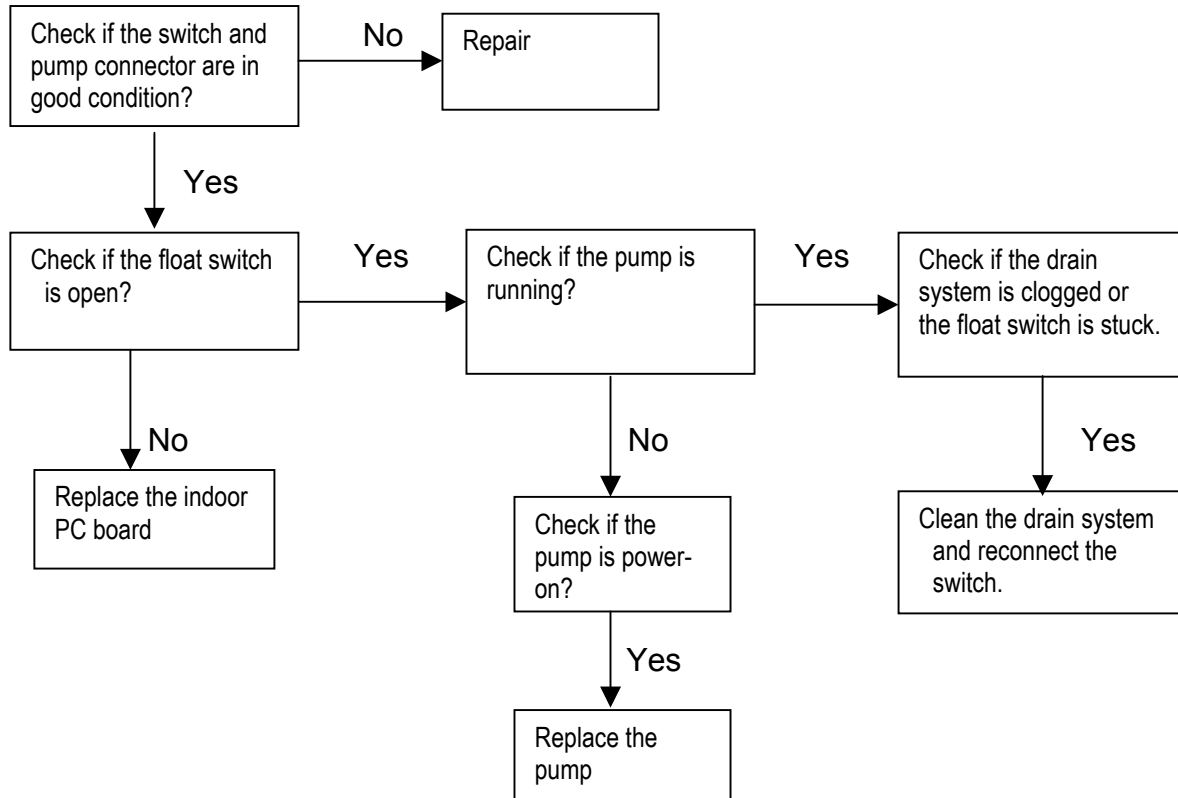 Check if the switch and
pump connector are in
good condition?
No
Repair
Yes
Check if the float switch
is open?
Yes
Check if the pump is
running?
Yes
Check if the drain
system is clogged or
the float switch is stuck.
No
Replace the indoor
PC board
No
Check if the
pump is power-
on?
Yes
Clean the drain system
and reconnect the
switch.
Yes
Replace the
pump